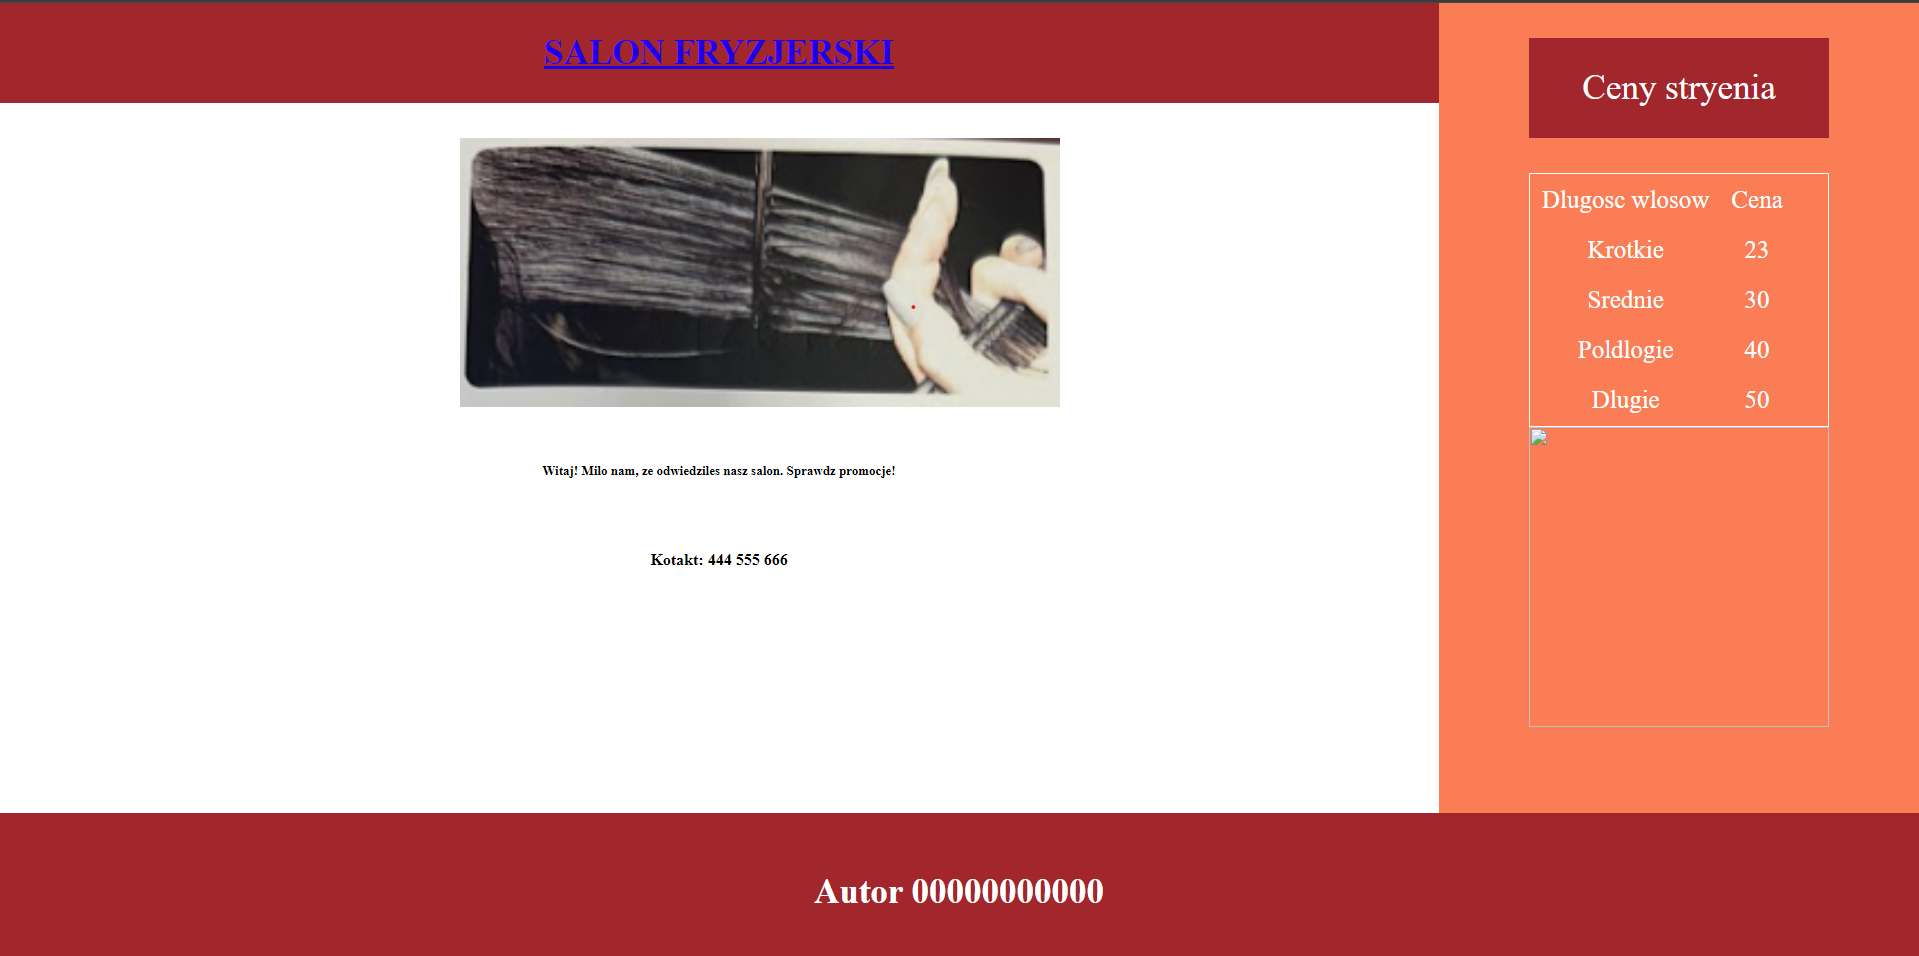 SALON FRYZJERSKI
Witaj! Milo nam, ze odwiedziles nasz salon. Sprawdz promocje!
Kotakt: 444 555 666
Ceny stryenia
Dlugosc wlosow Cena
Krotkie 23
Srednie 30
Poldlogie 40
Dlugie 50
Autor 00000000000